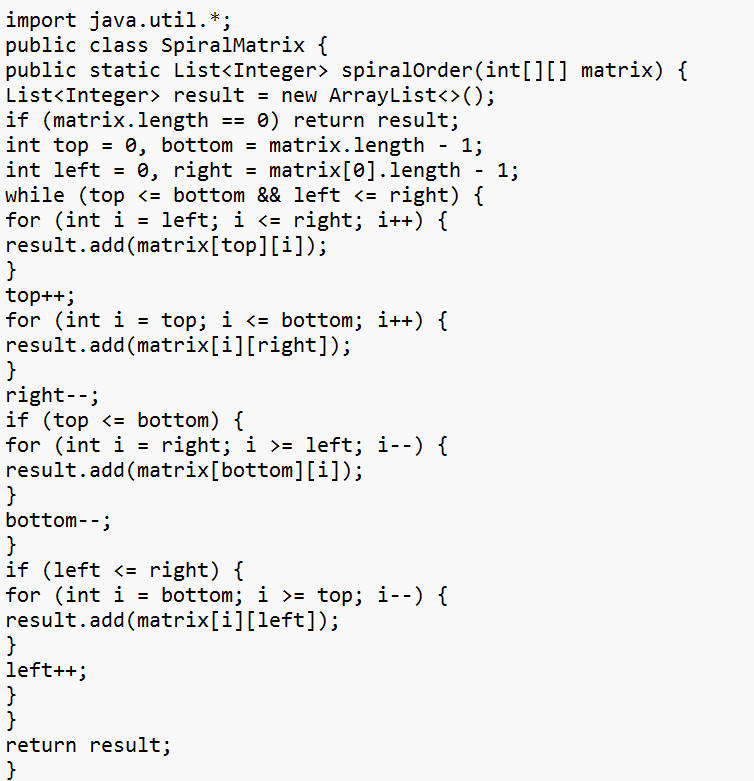 import java.util.*;
public class SpiralMatrix {
public static List<Integer> spiralOrder(int[][] matrix) {
List<Integer> result = new ArrayList<>();
if (matrix.length == 0) return result;
int top = 0, bottom = matrix.length - 1;
int left = 0, right = matrix[0].length - 1;
while (top <= bottom && left <= right) {
for (int i = left; i <= right; i++) {
result.add(matrix[top][i]);
}
top++;
for (int i = top; i <= bottom; i++) {
result.add(matrix[i][right]);
}
right--;
if (top <= bottom) {
for (int i = right; i >= left; i--) {
result.add(matrix[bottom][i]);
}
bottom--;
}
if (left <= right) {
for (int i = bottom; i >= top; i--) {
result.add(matrix[i][left]);
}
left++;
}
}
return result;
}